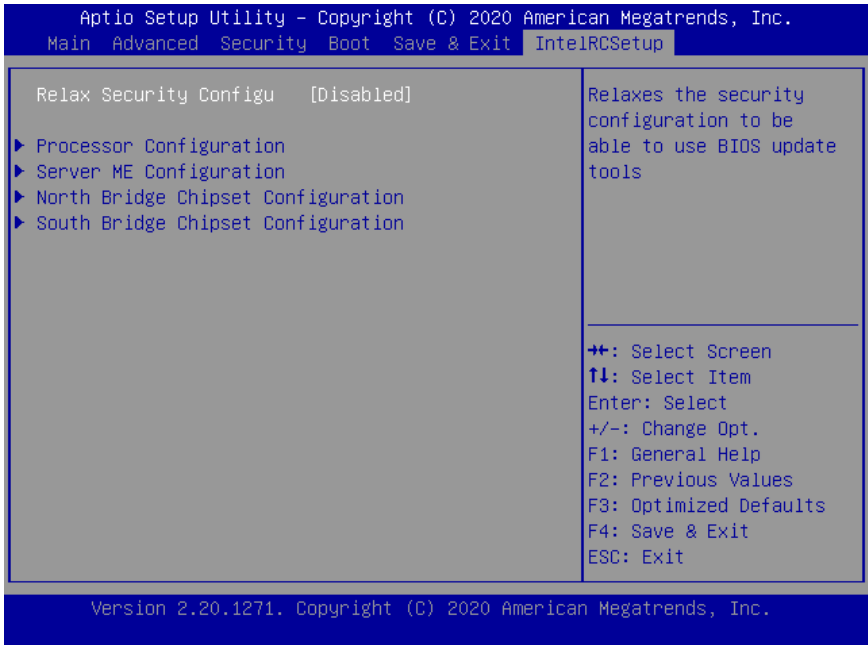 Aptio Setup Utility – Copyright (C) 2020 American Megatrends, Inc.
Main Advanced Security Boot Save & Exit IntelRCSetup
Relax Security Configu [Disabled]
▶ Processor Configuration
▶ Server ME Configuration
▶ North Bridge Chipset Configuration
▶ South Bridge Chipset Configuration
Relaxes the security
configuration to be
able to use BIOS update
tools
→←: Select Screen
↑↓: Select Item
Enter: Select
+/-: Change Opt.
F1: General Help
F2: Previous Values
F3: Optimized Defaults
F4: Save & Exit
ESC: Exit
Version 2.20.1271. Copyright (C) 2020 American Megatrends, Inc.